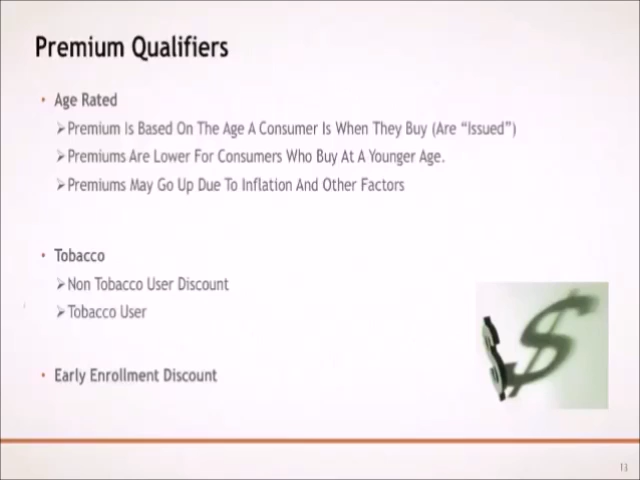 Premium Qualifiers
• Age Rated
➢Premium Is Based On The Age A Consumer Is When They Buy (Are “Issued”)
➢Premiums Are Lower For Consumers Who Buy At A Younger Age.
➢Premiums May Go Up Due To Inflation And Other Factors
• Tobacco
➢Non Tobacco User Discount
➢Tobacco User
• Early Enrollment Discount
13